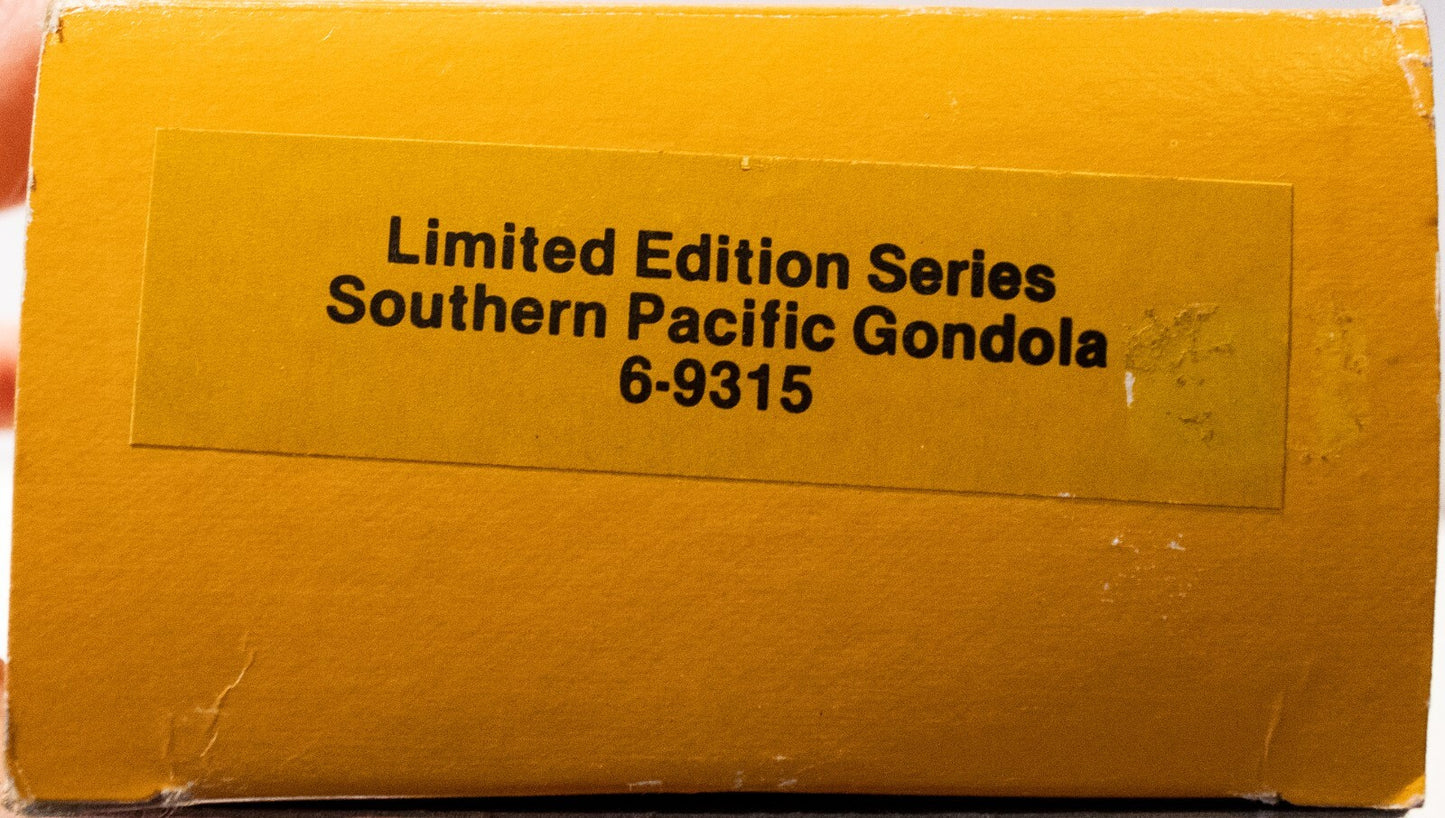 Limited Edition Series
Southern Pacific Gondola
6-9315